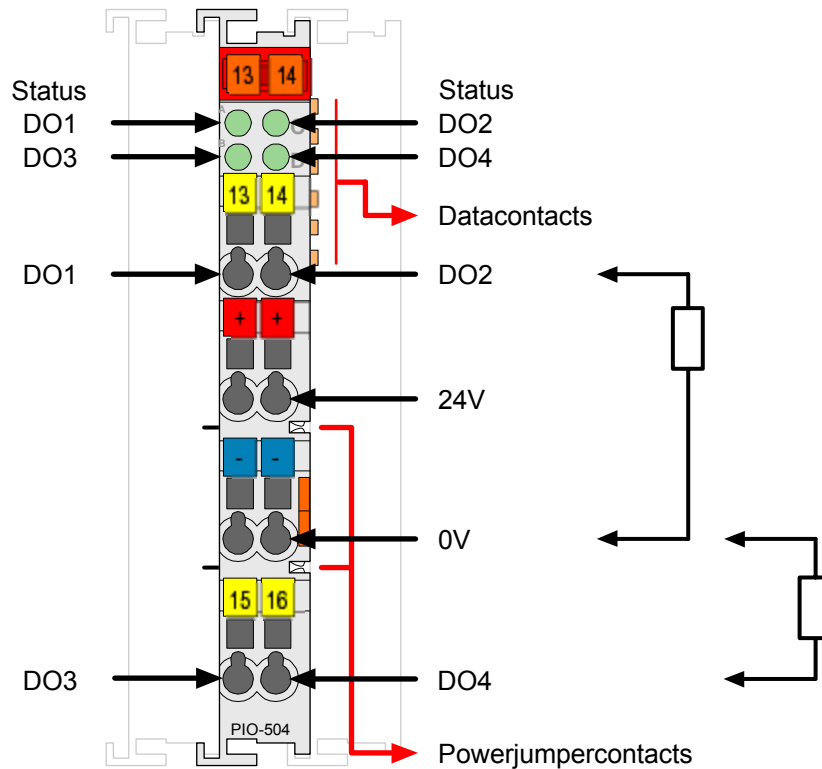 13 14
Status Status
A C
DO1 DO2
B D
DO3 DO4
13 14
Datacontacts
DO1 DO2
+ +
24V
- -
0V
15 16
DO3 DO4
PIO-504
Powerjumpercontacts